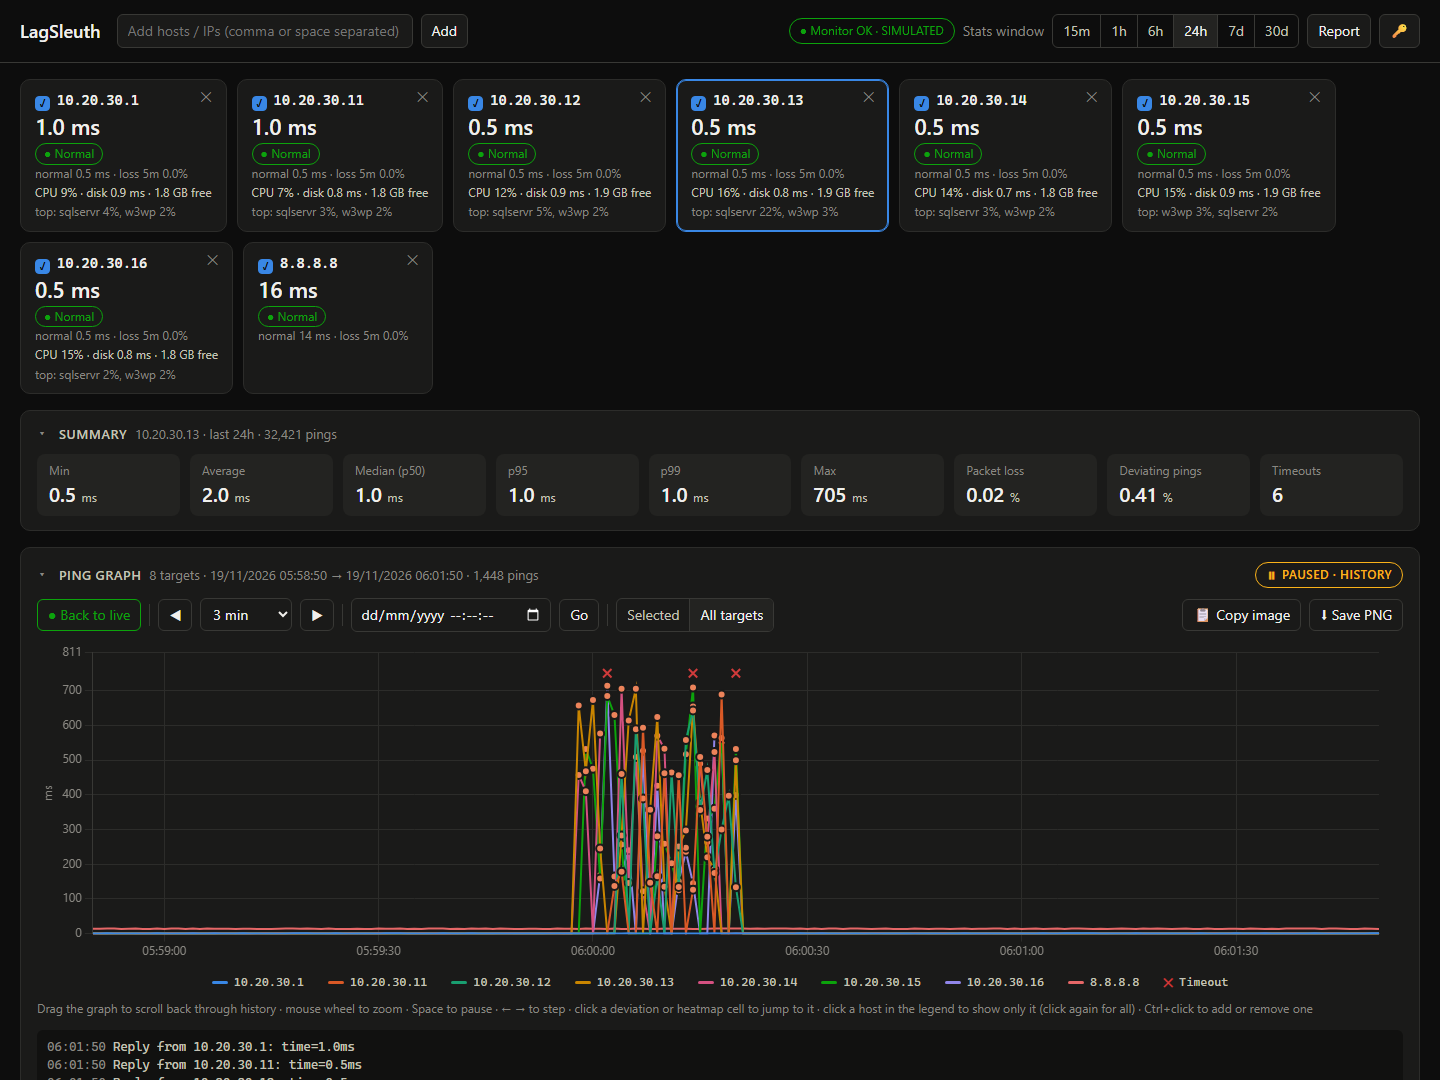 LagSleuth
Add hosts / IPs (comma or space separated)
Add
Monitor OK · SIMULATED
Stats window
15m 1h 6h 24h 7d 30d
Report
10.20.30.1
1.0 ms
Normal
normal 0.5 ms · loss 5m 0.0%
CPU 9% · disk 0.9 ms · 1.8 GB free
top: sqlservr 4%, w3wp 2%
10.20.30.11
1.0 ms
Normal
normal 0.5 ms · loss 5m 0.0%
CPU 7% · disk 0.8 ms · 1.8 GB free
top: sqlservr 3%, w3wp 2%
10.20.30.12
0.5 ms
Normal
normal 0.5 ms · loss 5m 0.0%
CPU 12% · disk 0.9 ms · 1.9 GB free
top: sqlservr 5%, w3wp 2%
10.20.30.13
0.5 ms
Normal
normal 0.5 ms · loss 5m 0.0%
CPU 16% · disk 0.8 ms · 1.9 GB free
top: sqlservr 22%, w3wp 3%
10.20.30.14
0.5 ms
Normal
normal 0.5 ms · loss 5m 0.0%
CPU 14% · disk 0.7 ms · 1.8 GB free
top: sqlservr 3%, w3wp 2%
10.20.30.15
0.5 ms
Normal
normal 0.5 ms · loss 5m 0.0%
CPU 15% · disk 0.9 ms · 1.9 GB free
top: w3wp 3%, sqlservr 2%
10.20.30.16
0.5 ms
Normal
normal 0.5 ms · loss 5m 0.0%
CPU 15% · disk 0.8 ms · 1.8 GB free
top: sqlservr 2%, w3wp 2%
8.8.8.8
16 ms
Normal
normal 14 ms · loss 5m 0.0%
SUMMARY 10.20.30.13 · last 24h · 32,421 pings
Min
0.5 ms
Average
2.0 ms
Median (p50)
1.0 ms
p95
1.0 ms
p99
1.0 ms
Max
705 ms
Packet loss
0.02 %
Deviating pings
0.41 %
Timeouts
6
PING GRAPH 8 targets · 19/11/2026 05:58:50 → 19/11/2026 06:01:50 · 1,448 pings
PAUSED · HISTORY
Back to live
3 min
dd/mm/yyyy --:--:--
Go
Selected
All targets
Copy image
Save PNG
811
700
600
500
400
300
200
100
0
ms
05:59:00 05:59:30 06:00:00 06:00:30 06:01:00 06:01:30
10.20.30.1 10.20.30.11 10.20.30.12 10.20.30.13 10.20.30.14 10.20.30.15 10.20.30.16 8.8.8.8 Timeout
Drag the graph to scroll back through history · mouse wheel to zoom · Space to pause · ← → to step · click a deviation or heatmap cell to jump to it · click a host in the legend to show only it (click again for all) · Ctrl+click to add or remove one
06:01:50 Reply from 10.20.30.1: time=1.0ms
06:01:50 Reply from 10.20.30.11: time=0.5ms